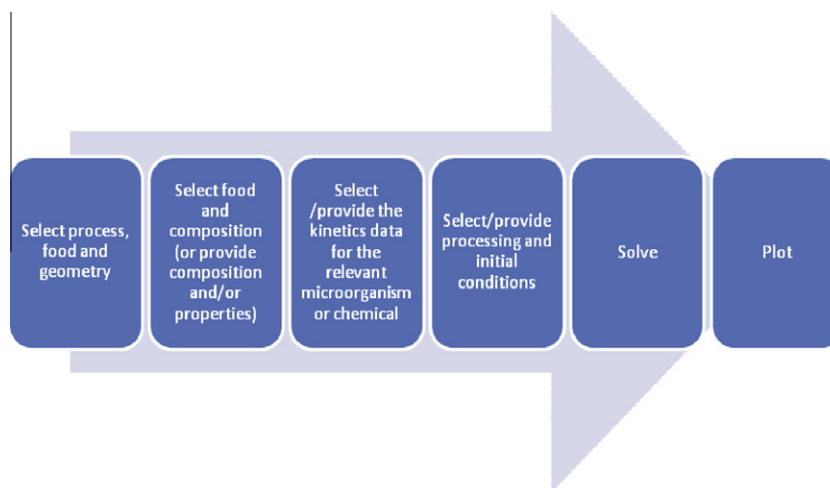 Select process,
food and
geometry
Select food
and
composition
(or provide
composition
and/or
properties)
Select
/provide the
kinetics data
for the
relevant
microorganism
or chemical
Select/provide
processing and
initial
conditions
Solve
Plot